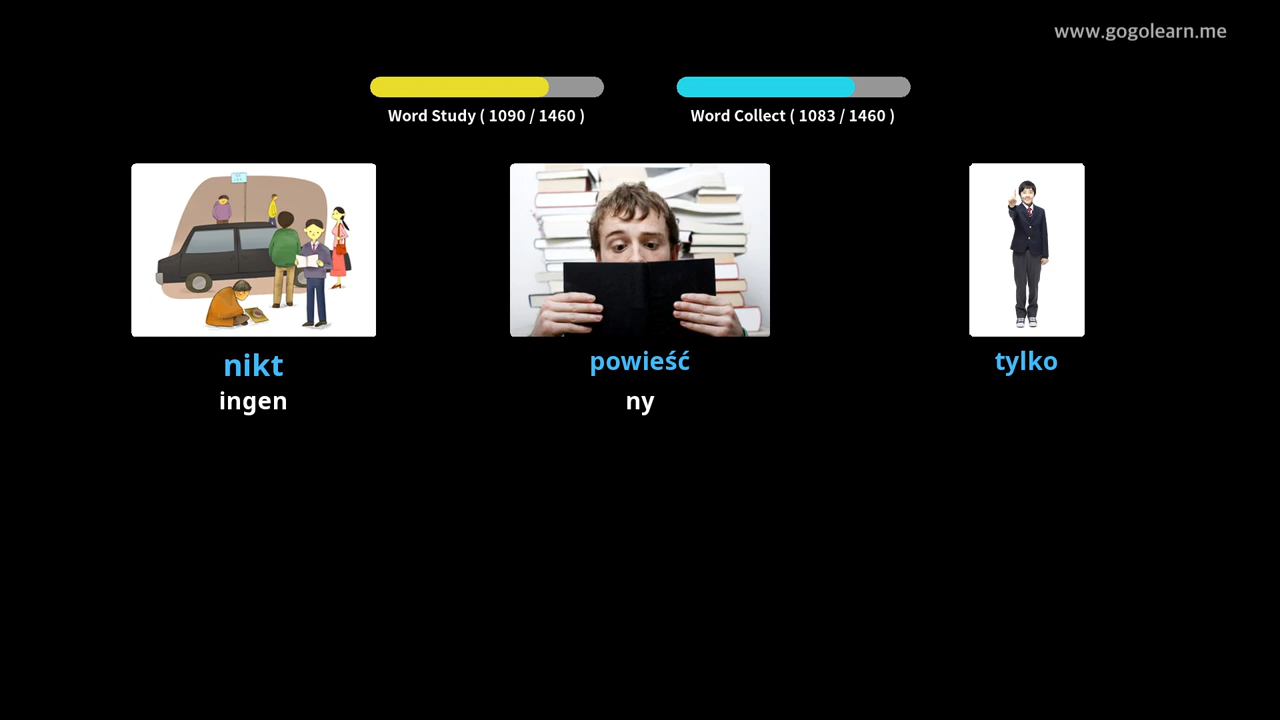 www.gogolearn.me
Word Study ( 1090 / 1460 )
Word Collect ( 1083 / 1460 )
nikt
ingen
powieść
ny
tylko